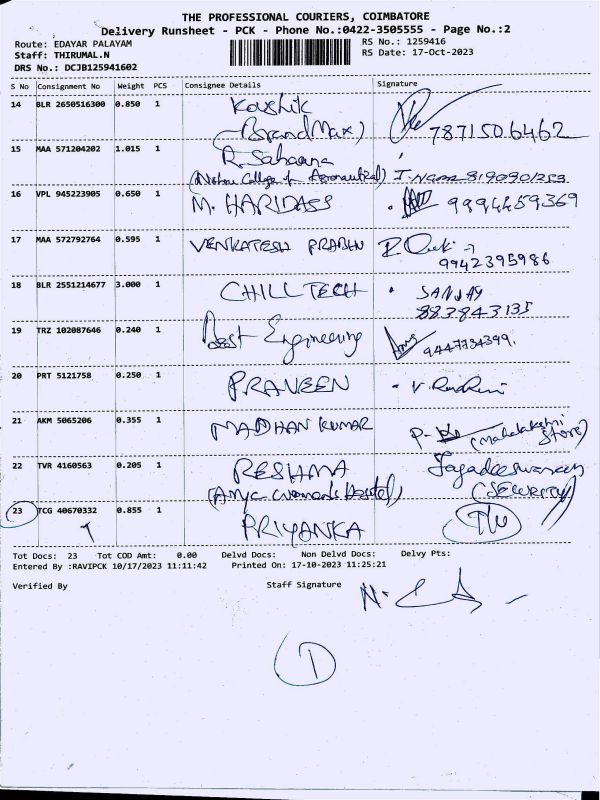 THE PROFESSIONAL COURIERS, COIMBATORE
Delivery Runsheet - PCK - Phone No.:0422-3505555 - Page No.:2
Route: EDAYAR PALAYAM RS No.: 1259416
Staff: THIRUMAL.N RS Date: 17-Oct-2023
DRS No.: DCJB125941602
S No Consignment No Weight PCS Consignee Details Signature
14 BLR 2650516300 0.850 1 Koushik
(BrandMax) 7871506462
15 MAA 571204202 1.015 1 R. Sahaana
(Nehru College of Aeronautical)
16 VPL 945223905 0.650 1 M. HARIDASS 9994459369
17 MAA 572792764 0.595 1 VENKATESH PRABHU
9942395986
18 BLR 2551214677 3.000 1 CHILL TECH SANJAY
883843135
19 TRZ 102087646 0.240 1 Best Engineering 9447734399.
20 PRT 5121758 0.250 1 PRAVEEN
21 AKM 5065206 0.355 1 MADHAN KUMAR (Mahalakshmi
Store)
22 TVR 4160563 0.205 1 RESHMA Jagadeeswaran
Women's Hostel) (Security)
23 TCG 40670332 0.855 1 PRIYANKA
Tot Docs: 23 Tot COD Amt: 0.00 Delvd Docs: Non Delvd Docs: Delvy Pts:
Entered By :RAVIPCK 10/17/2023 11:11:42 Printed On: 17-10-2023 11:25:21
Verified By Staff Signature
1